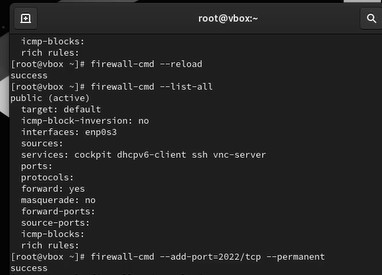 root@vbox:~
icmp-blocks:
rich rules:
[root@vbox ~]# firewall-cmd --reload
success
[root@vbox ~]# firewall-cmd --list-all
public (active)
target: default
icmp-block-inversion: no
interfaces: enp0s3
sources:
services: cockpit dhcpv6-client ssh vnc-server
ports:
protocols:
forward: yes
masquerade: no
forward-ports:
source-ports:
icmp-blocks:
rich rules:
[root@vbox ~]# firewall-cmd --add-port=2022/tcp --permanent
success